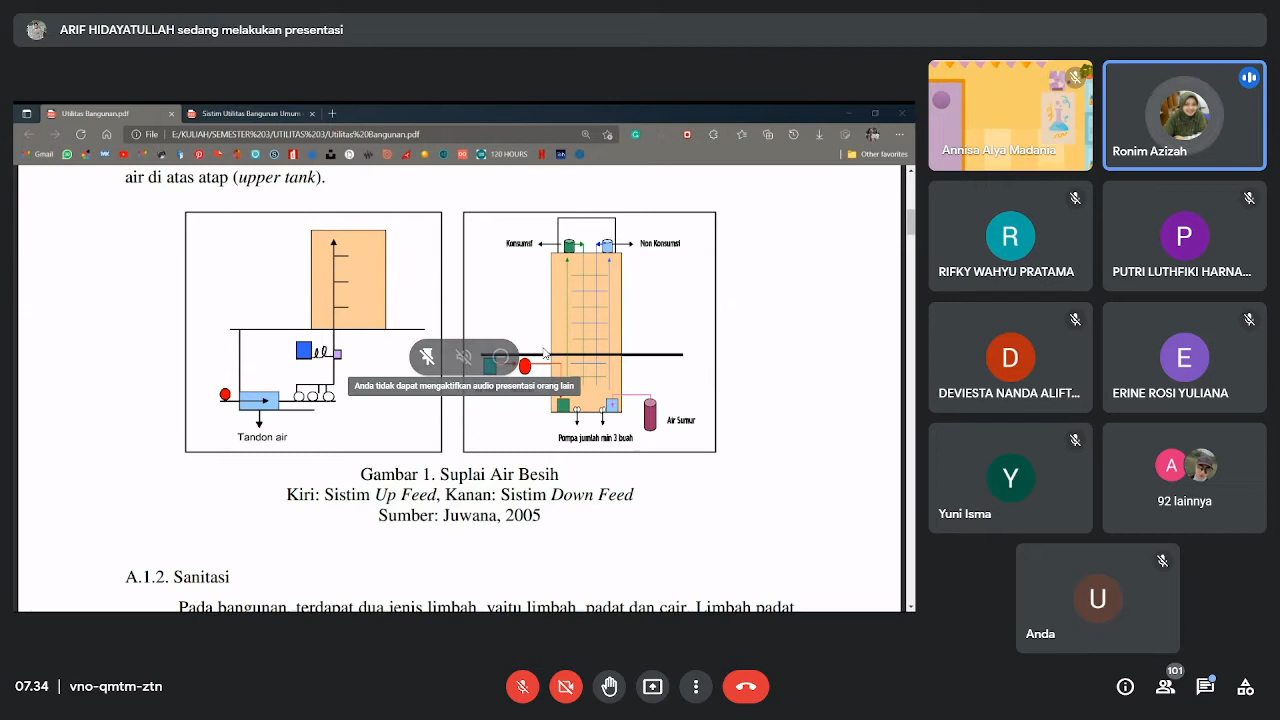 ARIF HIDAYATULLAH sedang melakukan presentasi
Utilitas Bangunan.pdf
Sistim Utilitas Bangunan Umum
File
E:/KULIAH/SEMESTER%203/UTILITAS%203/Utilitas%20Bangunan.pdf
Gmail
120 HOURS
Other favorites
air di atas atap (upper tank).
Tandon air
Konsumsi
Non Konsumsi
Air Sumur
Pompa jumlah min 3 buah
Anda tidak dapat mengaktifkan audio presentasi orang lain
Gambar 1. Suplai Air Besih
Kiri: Sistim Up Feed, Kanan: Sistim Down Feed
Sumber: Juwana, 2005
A.1.2. Sanitasi
Pada bangunan, terdapat dua jenis limbah, yaitu limbah, padat dan cair. Limbah padat
Annisa Alya Madania
Ronim Azizah
R
RIFKY WAHYU PRATAMA
P
PUTRI LUTHFIKI HARNA...
D
DEVIESTA NANDA ALIFT...
E
ERINE ROSI YULIANA
Y
Yuni Isma
A
92 lainnya
U
Anda
07.34 | vno-qmtm-ztn
101